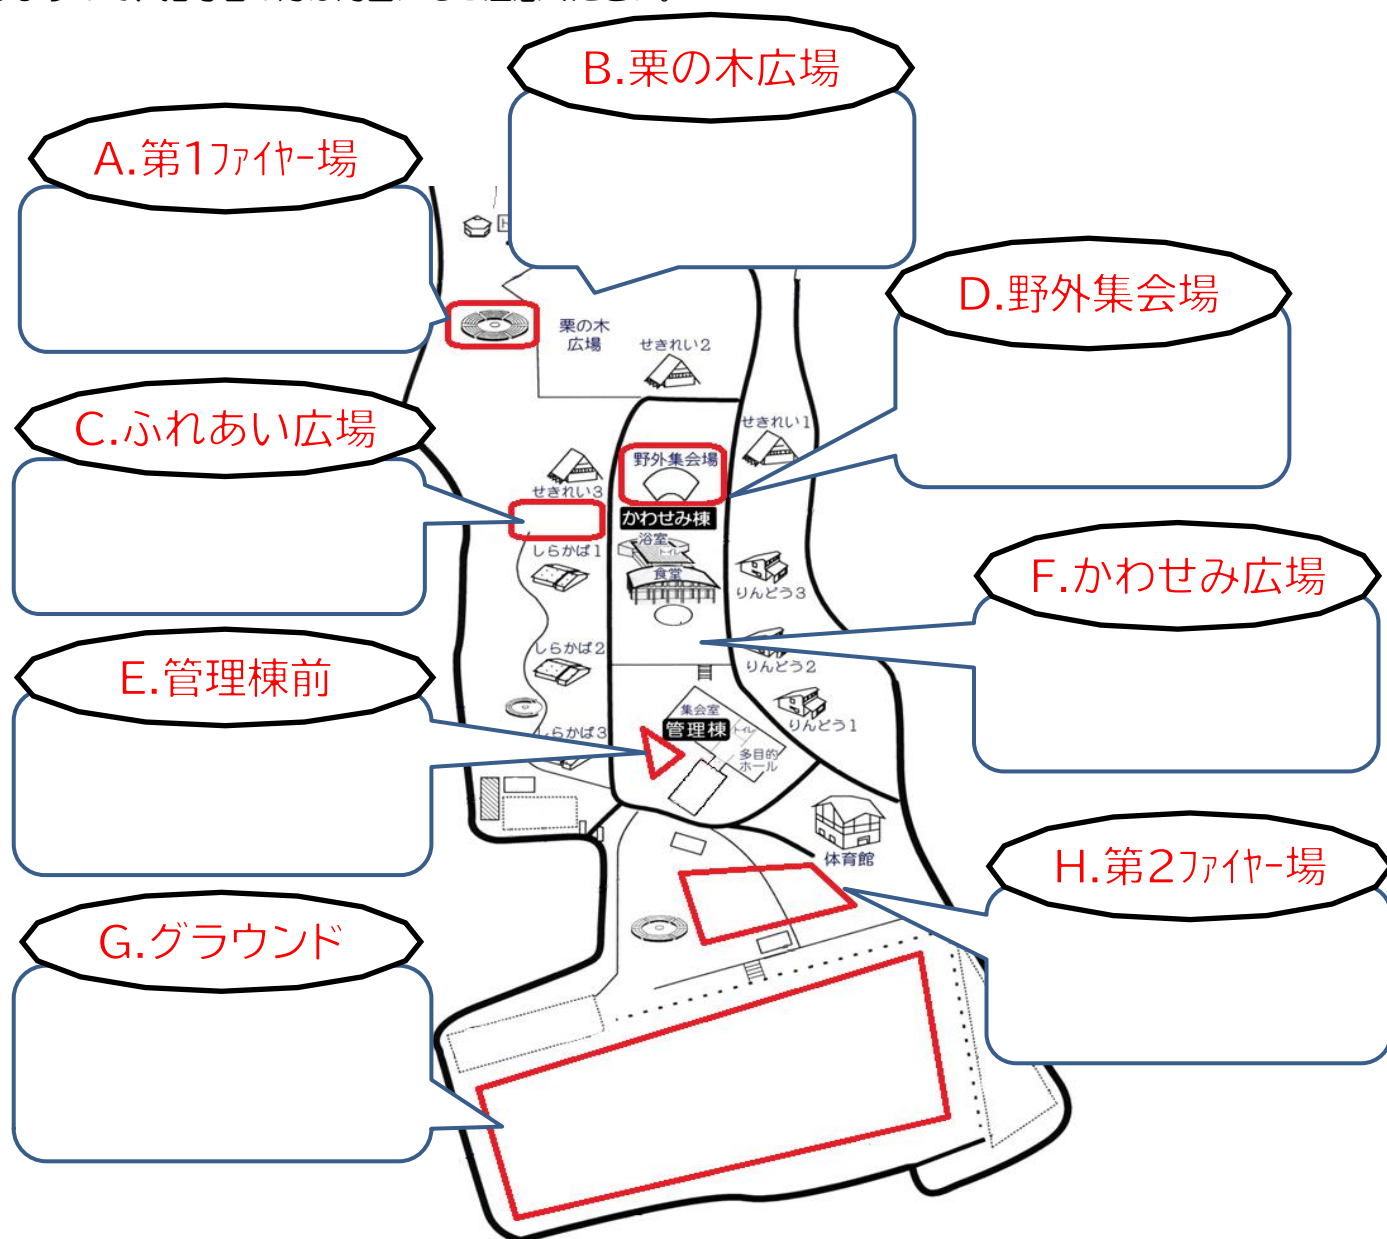 B.栗の木広場
A.第1ファイヤー場
D.野外集会場
栗の木
広場
せきれい2
C.ふれあい広場
せきれい1
野外集会場
せきれい3
かわせみ棟
浴室
トイレ
しらかば1
食堂
F.かわせみ広場
りんどう3
しらかば2
りんどう2
E.管理棟前
集会室
りんどう1
管理棟
トイレ
しらかば3
多目的
ホール
体育館
H.第2ファイヤー場
G.グラウンド